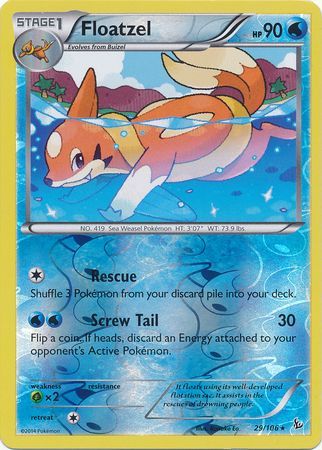 STAGE1
Floatzel
HP 90
Evolves from Buizel
NO. 419 Sea Weasel Pokémon HT: 3'07" WT: 73.9 lbs.
Rescue
Shuffle 3 Pokémon from your discard pile into your deck.
Screw Tail 30
Flip a coin. If heads, discard an Energy attached to
your opponent's Active Pokémon.
weakness resistance
×2
retreat
It floats using its well-developed
flotation sac. It assists in the
rescues of drowning people.
©2014 Pokémon
29/106